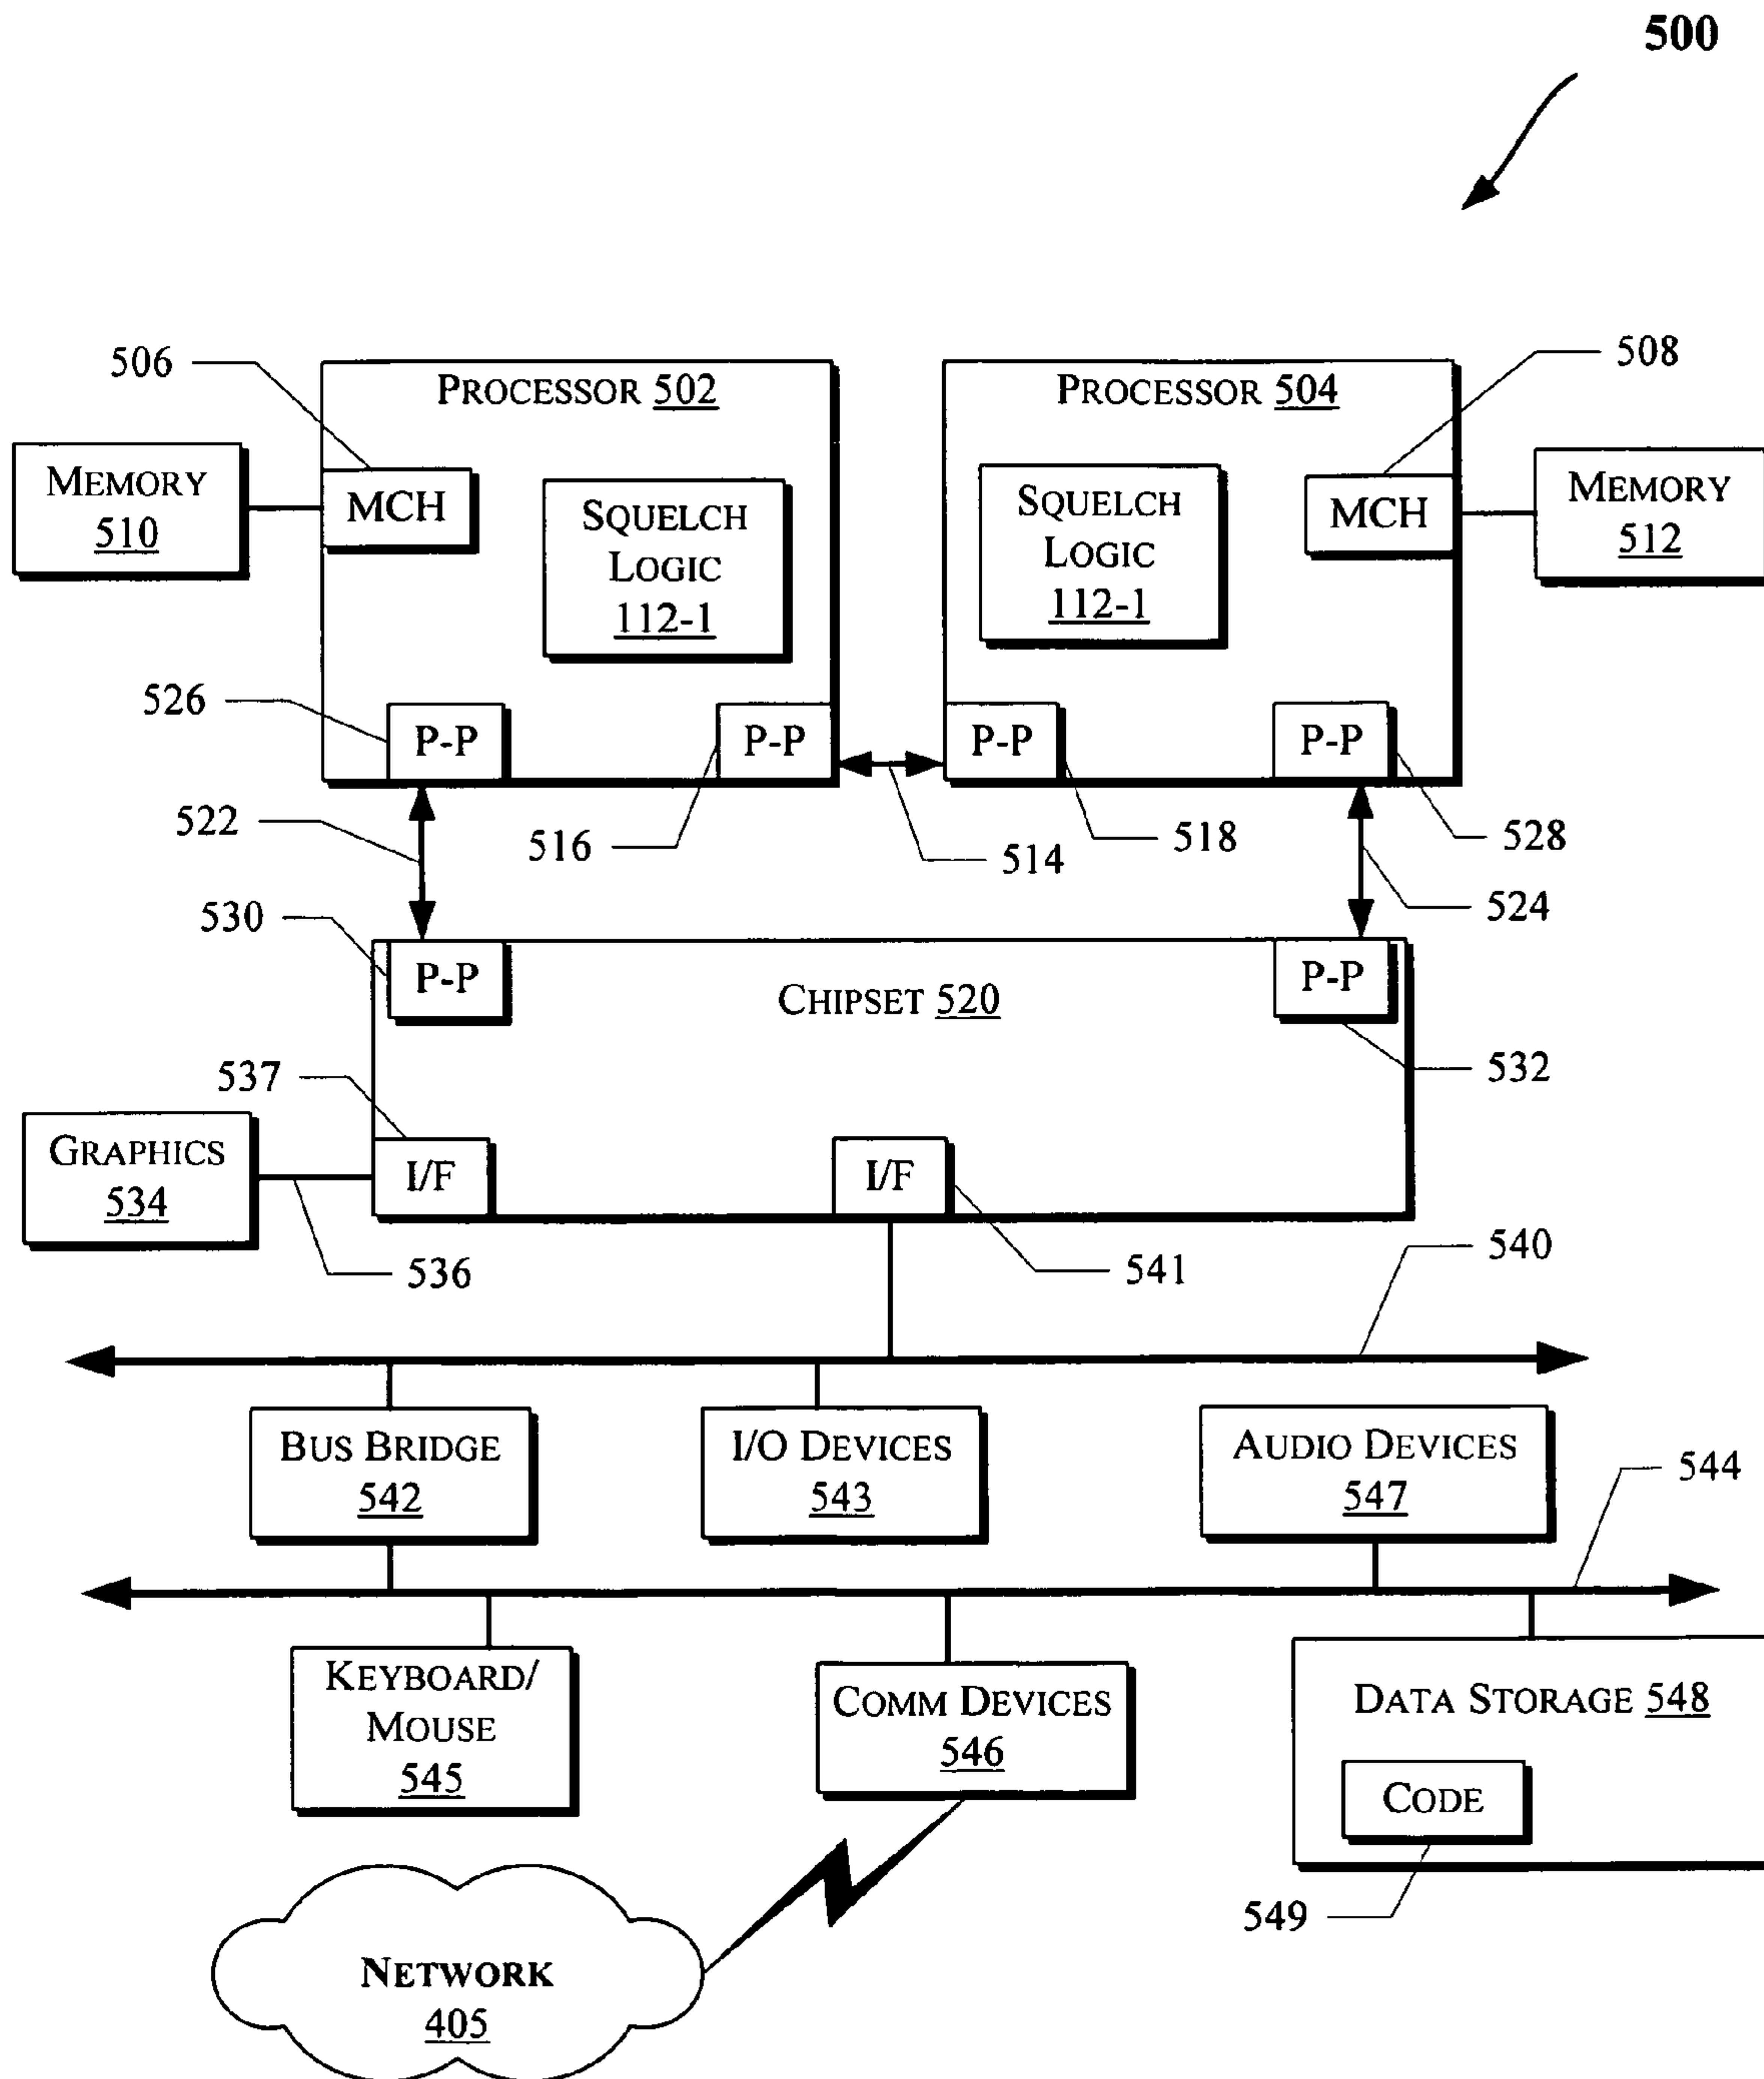 500
506
508
PROCESSOR 502
PROCESSOR 504
MEMORY
510
MCH
SQUELCH
LOGIC
112-1
SQUELCH
LOGIC
112-1
MCH
MEMORY
512
526
P-P
P-P
P-P
P-P
522
516
514
518
528
524
530
P-P
CHIPSET 520
P-P
532
537
GRAPHICS
534
I/F
I/F
536
541
540
BUS BRIDGE
542
I/O DEVICES
543
AUDIO DEVICES
547
544
KEYBOARD/
MOUSE
545
COMM DEVICES
546
DATA STORAGE 548
CODE
549
NETWORK
405